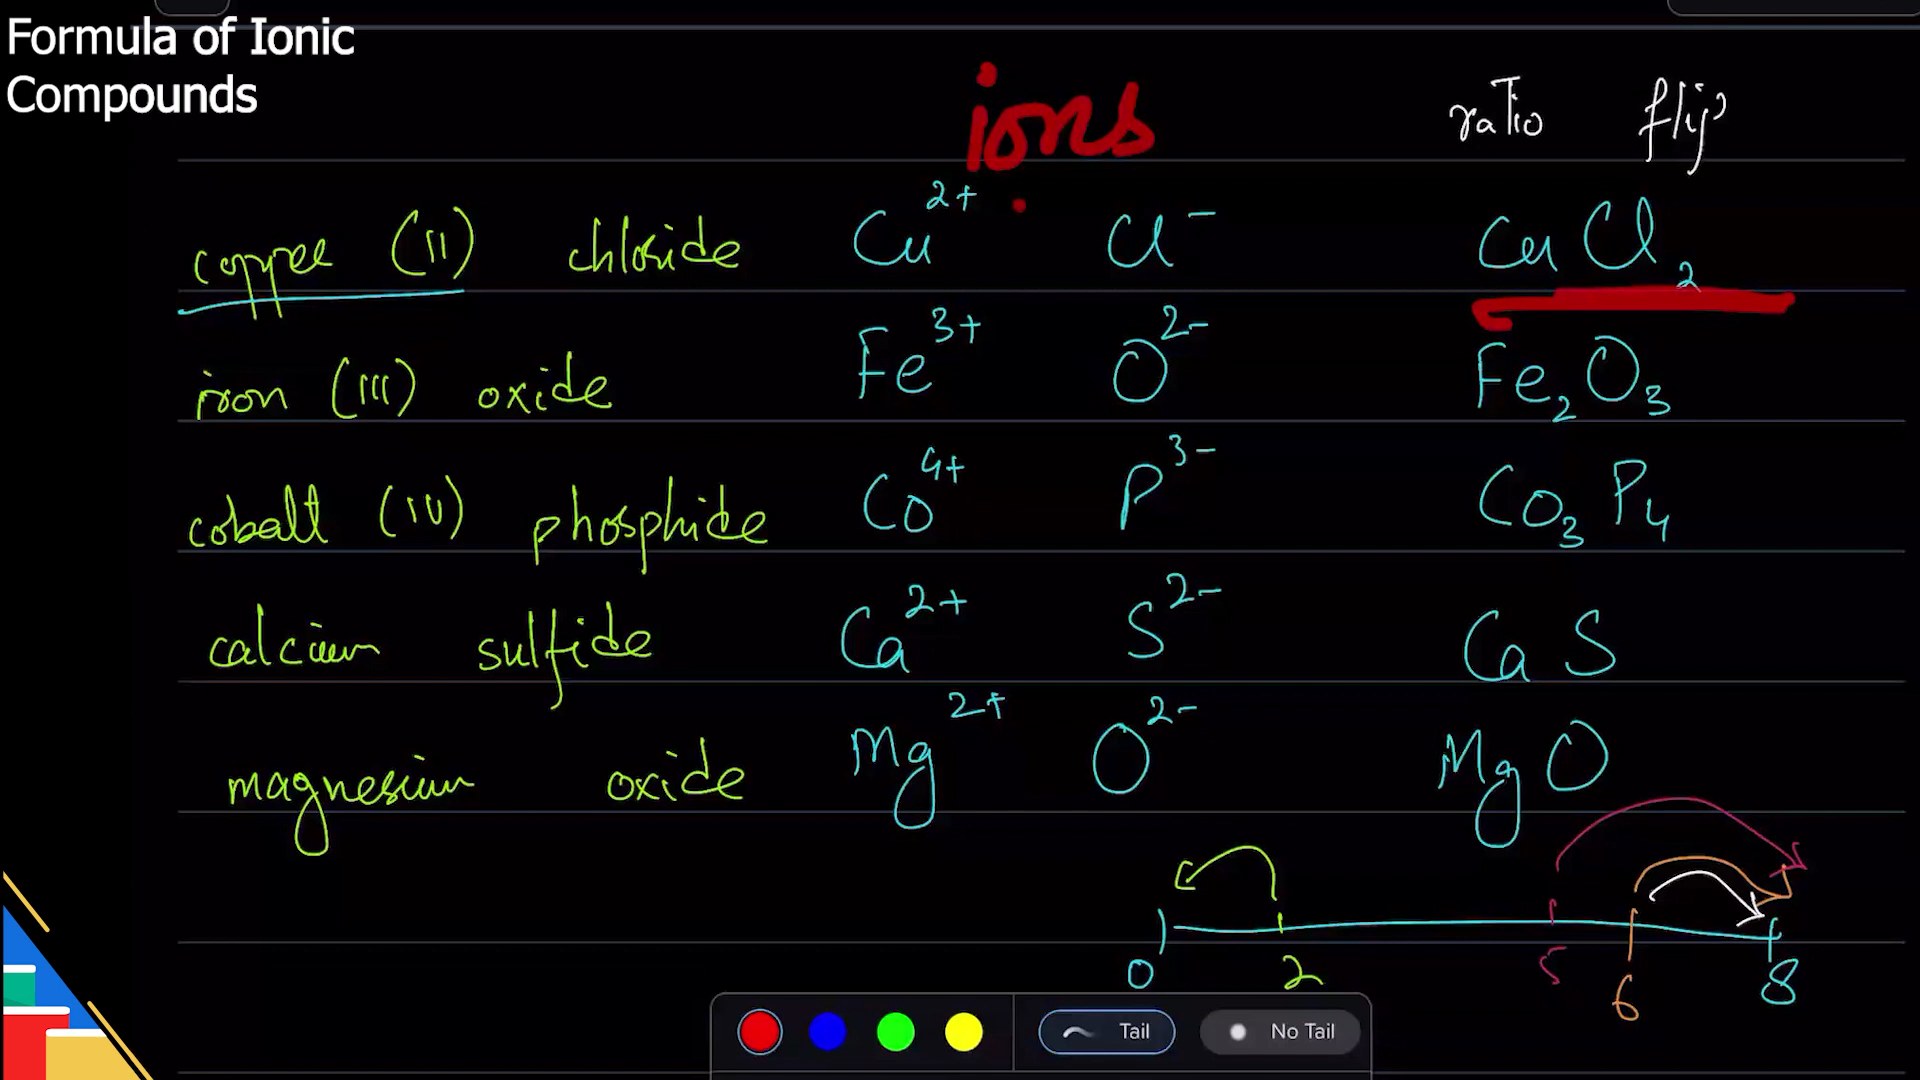 Formula of Ionic
Compounds
ions ratio flip
copper (II) chloride Cu²⁺ Cl⁻ CuCl₂
iron (III) oxide Fe³⁺ O²⁻ Fe₂O₃
cobalt (IV) phosphide Co⁴⁺ P³⁻ Co₃P₄
calcium sulfide Ca²⁺ S²⁻ CaS
magnesium oxide Mg²⁺ O²⁻ MgO
0 2 5 6 8
Tail No Tail